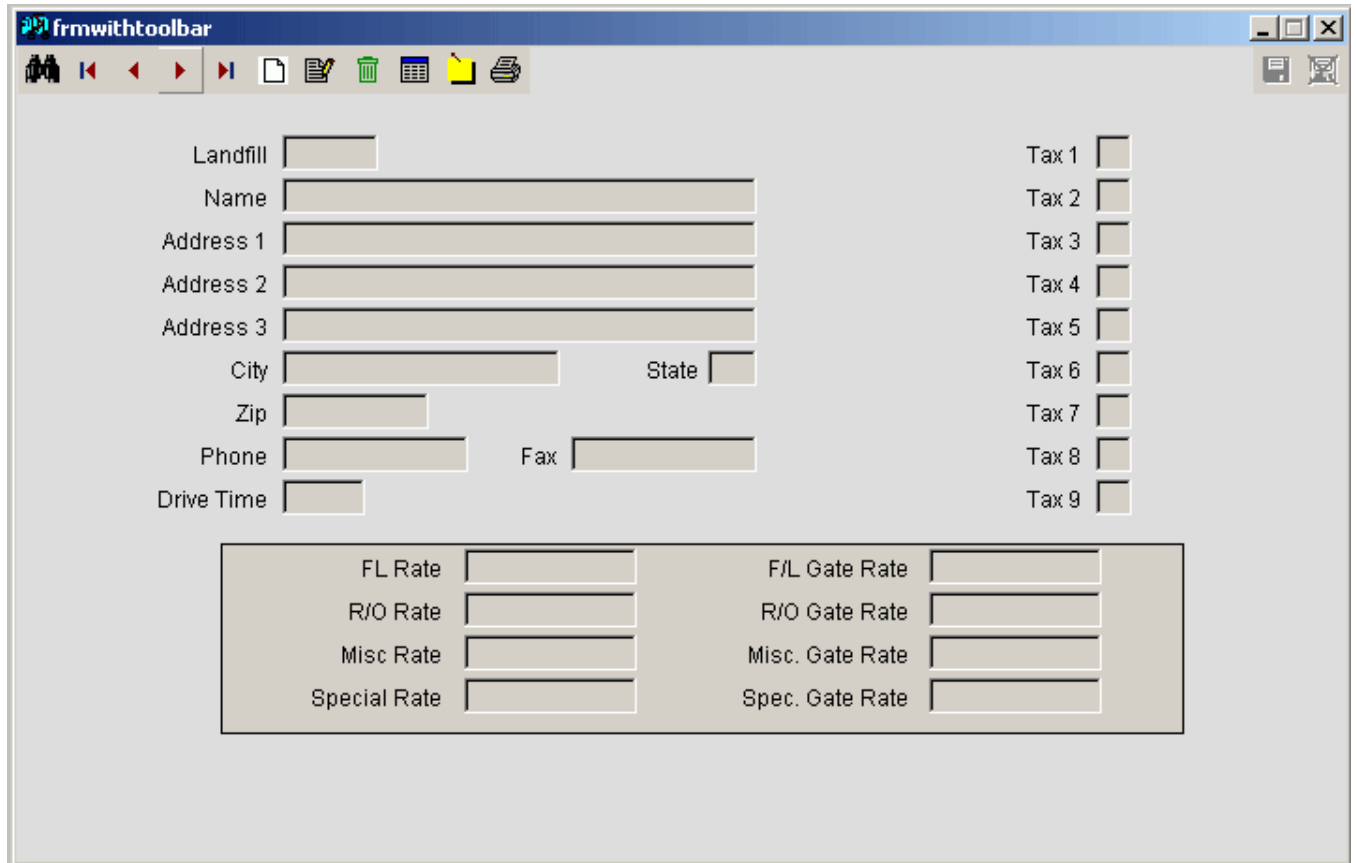 frmwithtoolbar
Landfill Tax 1
Name Tax 2
Address 1 Tax 3
Address 2 Tax 4
Address 3 Tax 5
City State Tax 6
Zip Tax 7
Phone Fax Tax 8
Drive Time Tax 9
FL Rate F/L Gate Rate
R/O Rate R/O Gate Rate
Misc Rate Misc. Gate Rate
Special Rate Spec. Gate Rate